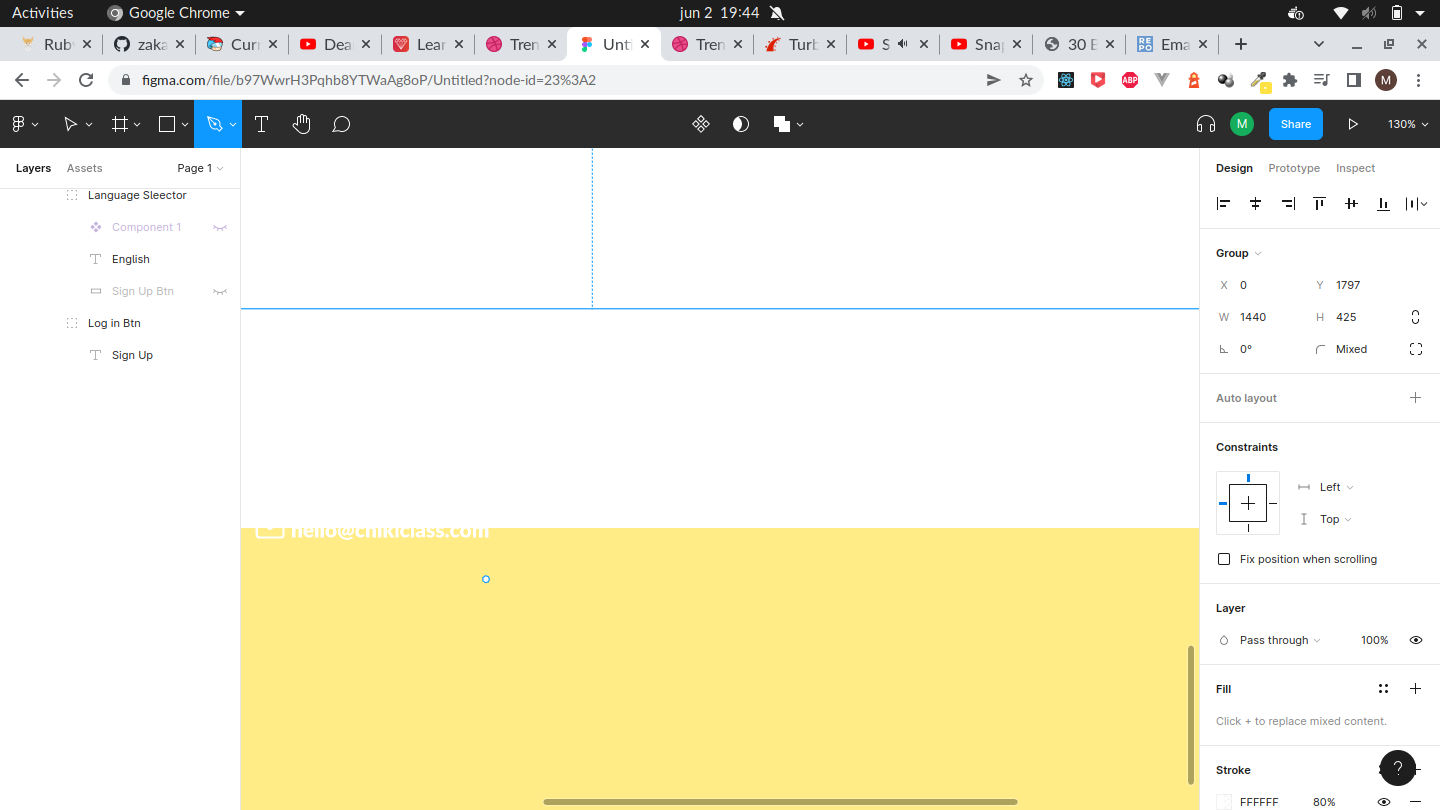 Activities
Google Chrome
jun 2 19:44
Rub
zaka
Curr
Dea
Lear
Tren
Unti
Tren
Turb
S
Snap
30 E
Ema
figma.com/file/b97WwrH3Pqhb8YTWaAg8oP/Untitled?node-id=23%3A2
ABP
M
M
Share
130%
Layers
Assets
Page 1
Design
Prototype
Inspect
Language Sleector
Component 1
English
Sign Up Btn
Log in Btn
Sign Up
Group
X 0
Y 1797
W 1440
H 425
0°
Mixed
Auto layout
Constraints
Left
Top
Fix position when scrolling
Layer
Pass through
100%
Fill
Click + to replace mixed content.
Stroke
?
FFFFFF
80%
hello@chikiclass.com